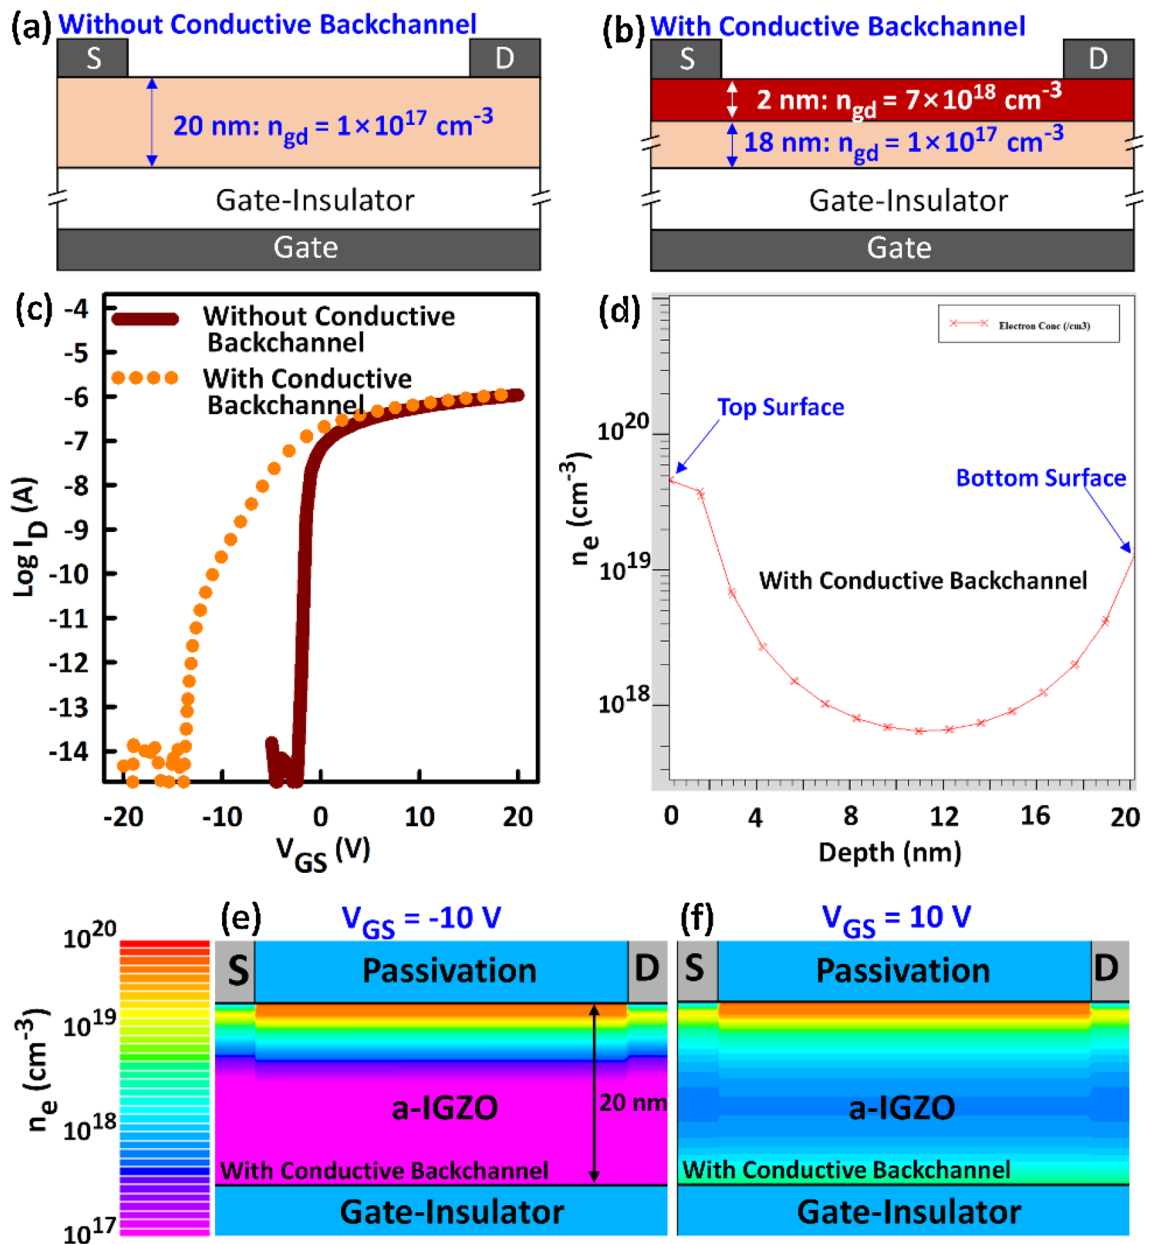 (a) Without Conductive Backchannel
S
D
20 nm: n_gd = 1×10^17 cm^-3
Gate-Insulator
Gate
(b) With Conductive Backchannel
S
D
2 nm: n_gd = 7×10^18 cm^-3
18 nm: n_gd = 1×10^17 cm^-3
Gate-Insulator
Gate
(c)
Without Conductive
Backchannel
With Conductive
Backchannel
Log I_D (A)
-4
-5
-6
-7
-8
-9
-10
-11
-12
-13
-14
-20
-10
0
10
20
V_GS (V)
(d)
Electron Conc (/cm3)
Top Surface
Bottom Surface
With Conductive Backchannel
n_e (cm^-3)
10^20
10^19
10^18
0
4
8
12
16
20
Depth (nm)
n_e (cm^-3)
10^20
10^19
10^18
10^17
(e)
V_GS = -10 V
S
Passivation
D
a-IGZO
20 nm
With Conductive Backchannel
Gate-Insulator
(f)
V_GS = 10 V
S
Passivation
D
a-IGZO
With Conductive Backchannel
Gate-Insulator